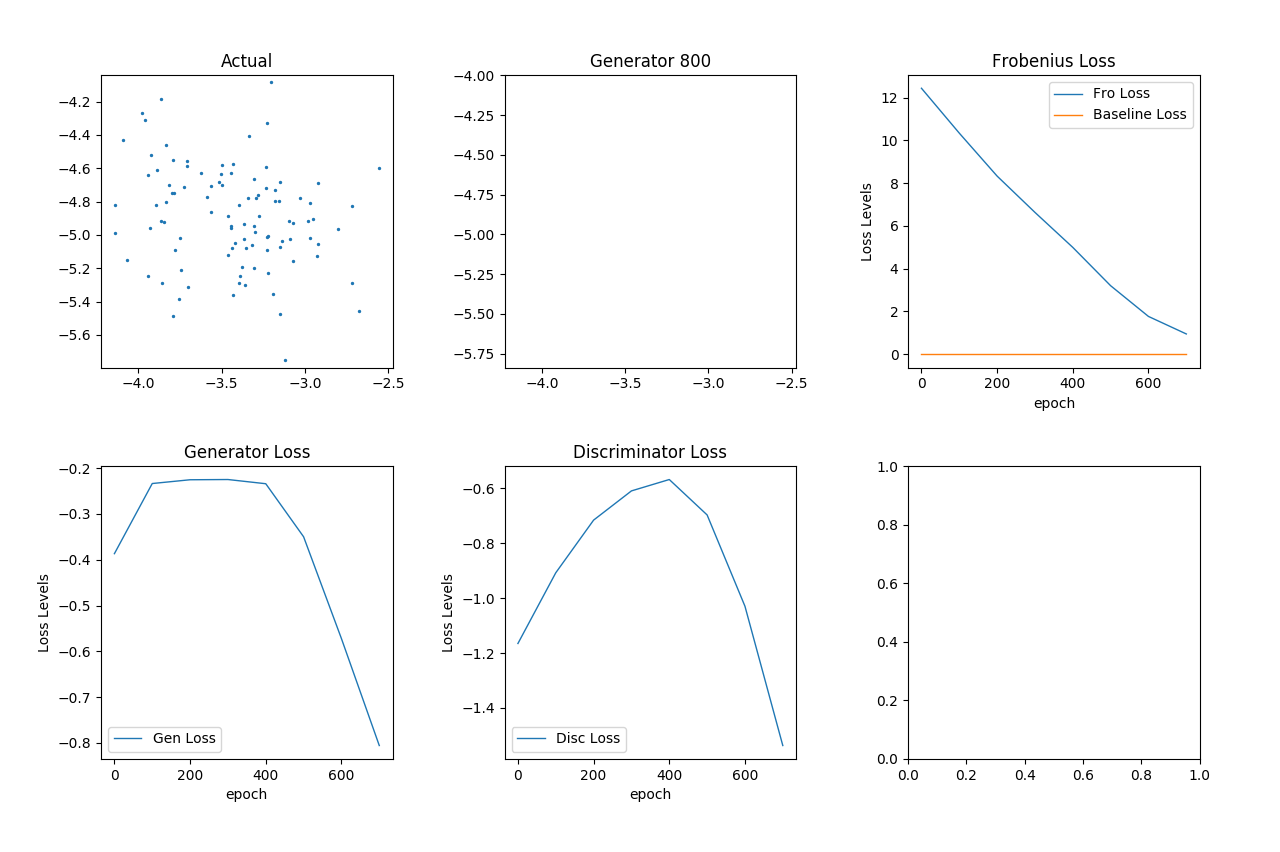 Actual
−4.2
−4.4
−4.6
−4.8
−5.0
−5.2
−5.4
−5.6
−4.0 −3.5 −3.0 −2.5
Generator 800
−4.00
−4.25
−4.50
−4.75
−5.00
−5.25
−5.50
−5.75
−4.0 −3.5 −3.0 −2.5
Frobenius Loss
Fro Loss
Baseline Loss
Loss Levels
12
10
8
6
4
2
0
0 200 400 600
epoch
Generator Loss
Loss Levels
−0.2
−0.3
−0.4
−0.5
−0.6
−0.7
−0.8
Gen Loss
0 200 400 600
epoch
Discriminator Loss
Loss Levels
−0.6
−0.8
−1.0
−1.2
−1.4
Disc Loss
0 200 400 600
epoch
1.0
0.8
0.6
0.4
0.2
0.0
0.0 0.2 0.4 0.6 0.8 1.0